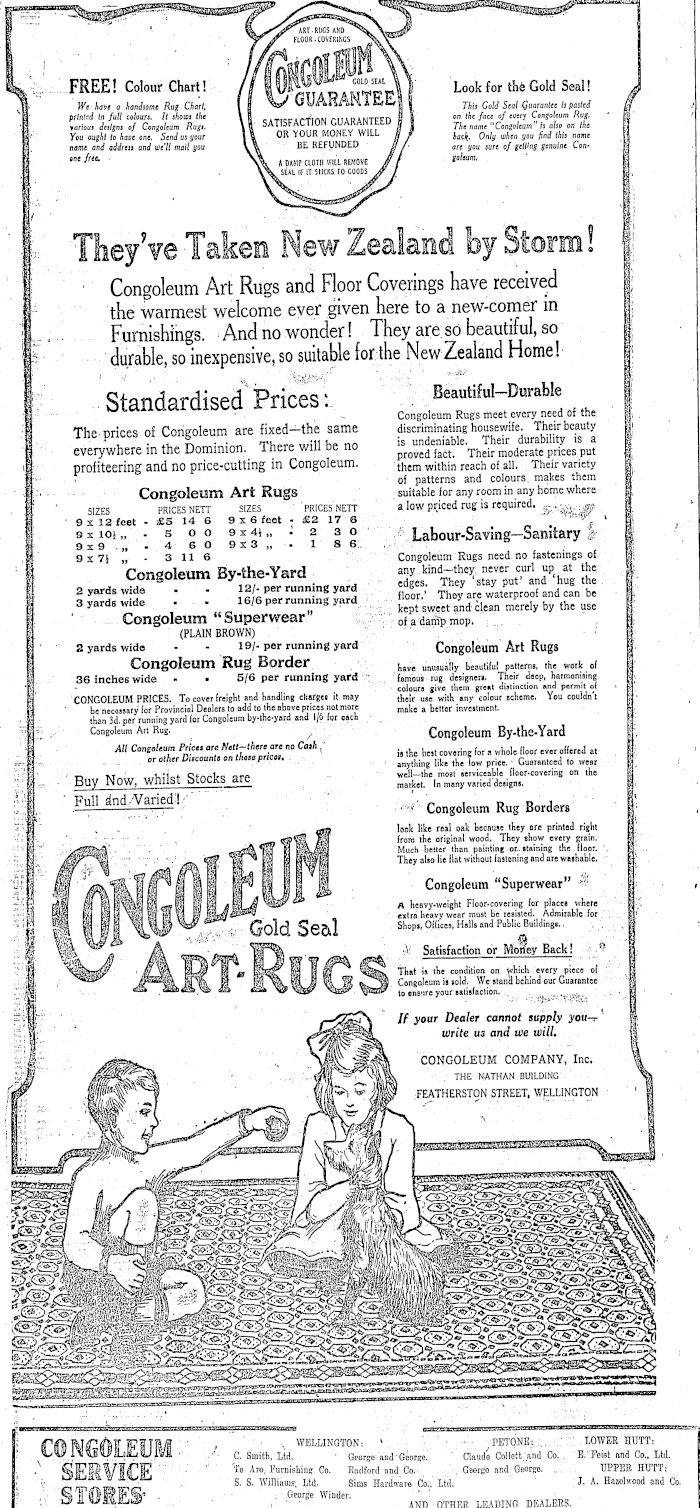 ART-RUGS AND
FLOOR-COVERINGS
CONGOLEUM
GOLD SEAL
GUARANTEE
SATISFACTION GUARANTEED
OR YOUR MONEY WILL
BE REFUNDED
A DAMP CLOTH WILL REMOVE
SEAL IF IT STICKS TO GOODS
FREE! Colour Chart!
We have a handsome Rug Chart,
printed in full colours. It shows the
various designs of Congoleum Rugs.
You ought to have one. Send us your
name and address and we'll mail you
one free.
Look for the Gold Seal!
This Gold Seal Guarantee is pasted
on the face of every Congoleum Rug.
The name "Congoleum" is also on the
back. Only when you find this name
are you sure of getting genuine Con-
goleum.
They've Taken New Zealand by Storm!
Congoleum Art Rugs and Floor Coverings have received
the warmest welcome ever given here to a new-comer in
Furnishings. And no wonder! They are so beautiful, so
durable, so inexpensive, so suitable for the New Zealand Home!
Standardised Prices:
The prices of Congoleum are fixed—the same
everywhere in the Dominion. There will be no
profiteering and no price-cutting in Congoleum.
Congoleum Art Rugs
SIZES PRICES NETT SIZES PRICES NETT
9 x 12 feet - £5 14 6 9 x 6 feet - £2 17 6
9 x 10½ „ - 5 0 0 9 x 4½ „ - 2 3 0
9 x 9 „ - 4 6 0 9 x 3 „ - 1 8 6
9 x 7½ „ - 3 11 6
Congoleum By-the-Yard
2 yards wide - - 12/- per running yard
3 yards wide - - 16/6 per running yard
Congoleum "Superwear"
(PLAIN BROWN)
2 yards wide - - 19/- per running yard
Congoleum Rug Border
36 inches wide - - 5/6 per running yard
CONGOLEUM PRICES. To cover freight and handling charges it may
be necessary for Provincial Dealers to add to the above prices not more
than 3d. per running yard for Congoleum by-the-yard and 1/6 for each
Congoleum Art Rug.
All Congoleum Prices are Nett—there are no Cash
or other Discounts on these prices.
Buy Now, whilst Stocks are
Full and Varied!
CONGOLEUM
Gold Seal
ART-RUGS
Beautiful—Durable
Congoleum Rugs meet every need of the
discriminating housewife. Their beauty
is undeniable. Their durability is a
proved fact. Their moderate prices put
them within reach of all. Their variety
of patterns and colours makes them
suitable for any room in any home where
a low priced rug is required.
Labour-Saving—Sanitary
Congoleum Rugs need no fastenings of
any kind—they never curl up at the
edges. They 'stay put' and 'hug the
floor.' They are waterproof and can be
kept sweet and clean merely by the use
of a damp mop.
Congoleum Art Rugs
have unusually beautiful patterns, the work of
famous rug designers. Their deep, harmonising
colours give them great distinction and permit of
their use with any colour scheme. You couldn't
make a better investment.
Congoleum By-the-Yard
is the best covering for a whole floor ever offered at
anything like the low price. Guaranteed to wear
well—the most serviceable floor-covering on the
market. In many varied designs.
Congoleum Rug Borders
look like real oak because they are printed right
from the original wood. They show every grain.
Much better than painting or staining the floor.
They also lie flat without fastening and are washable.
Congoleum "Superwear"
A heavy-weight Floor-covering for places where
extra heavy wear must be resisted. Admirable for
Shops, Offices, Halls and Public Buildings.
Satisfaction or Money Back!
That is the condition on which every piece of
Congoleum is sold. We stand behind our Guarantee
to ensure your satisfaction.
If your Dealer cannot supply you—
write us and we will.
CONGOLEUM COMPANY, Inc.
THE NATHAN BUILDING
FEATHERSTON STREET, WELLINGTON
CONGOLEUM
SERVICE
STORES
WELLINGTON:
C. Smith, Ltd. George and George.
Te Aro Furnishing Co. Radford and Co.
S. S. Williams, Ltd. Sims Hardware Co., Ltd.
George Winder.
PETONE:
Claude Collett and Co.
George and George.
LOWER HUTT:
E. Feist and Co., Ltd.
UPPER HUTT:
J. A. Hazelwood and Co.
AND OTHER LEADING DEALERS.